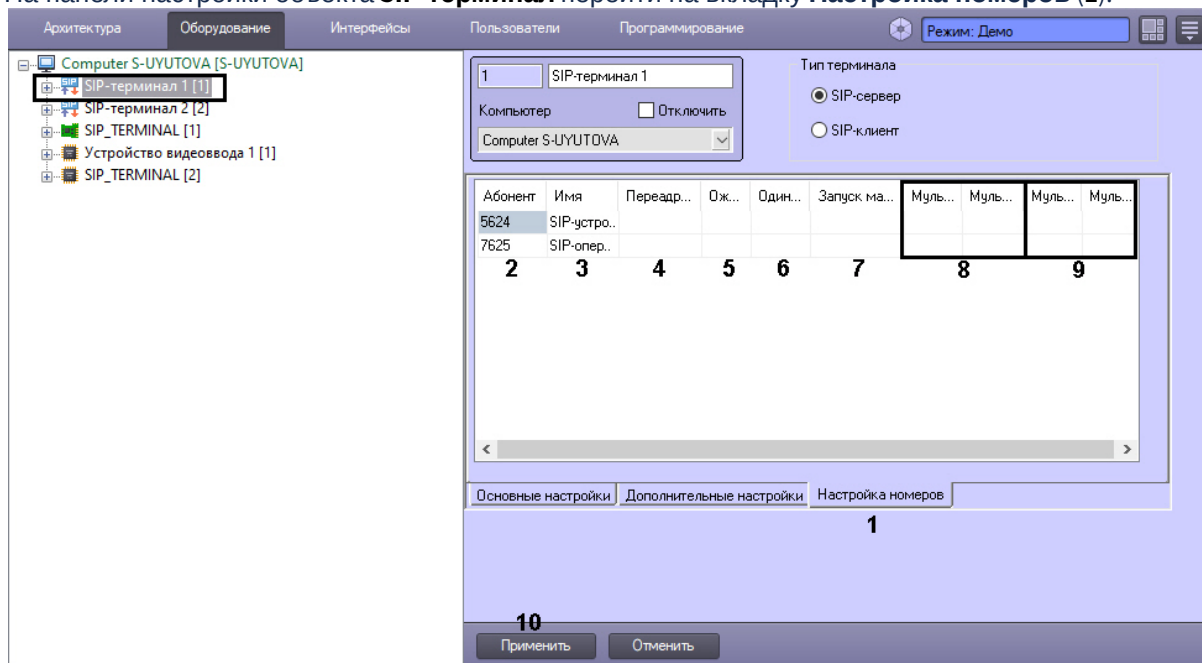 На панели настройки объекта SIP-терминал перейти на вкладку Настройка номеров (1).
Архитектура Оборудование Интерфейсы Пользователи Программирование Режим: Демо
Computer S-UYUTOVA [S-UYUTOVA]
SIP-терминал 1 [1]
SIP-терминал 2 [2]
SIP_TERMINAL [1]
Устройство видеоввода 1 [1]
SIP_TERMINAL [2]
1 SIP-терминал 1
Компьютер Отключить
Computer S-UYUTOVA
Тип терминала
SIP-сервер
SIP-клиент
Абонент Имя Переадр... Ож... Один... Запуск ма... Муль... Муль... Муль... Муль...
5624 SIP-устро..
7625 SIP-опер..
2 3 4 5 6 7 8 9
Основные настройки Дополнительные настройки Настройка номеров
1
10
Применить Отменить